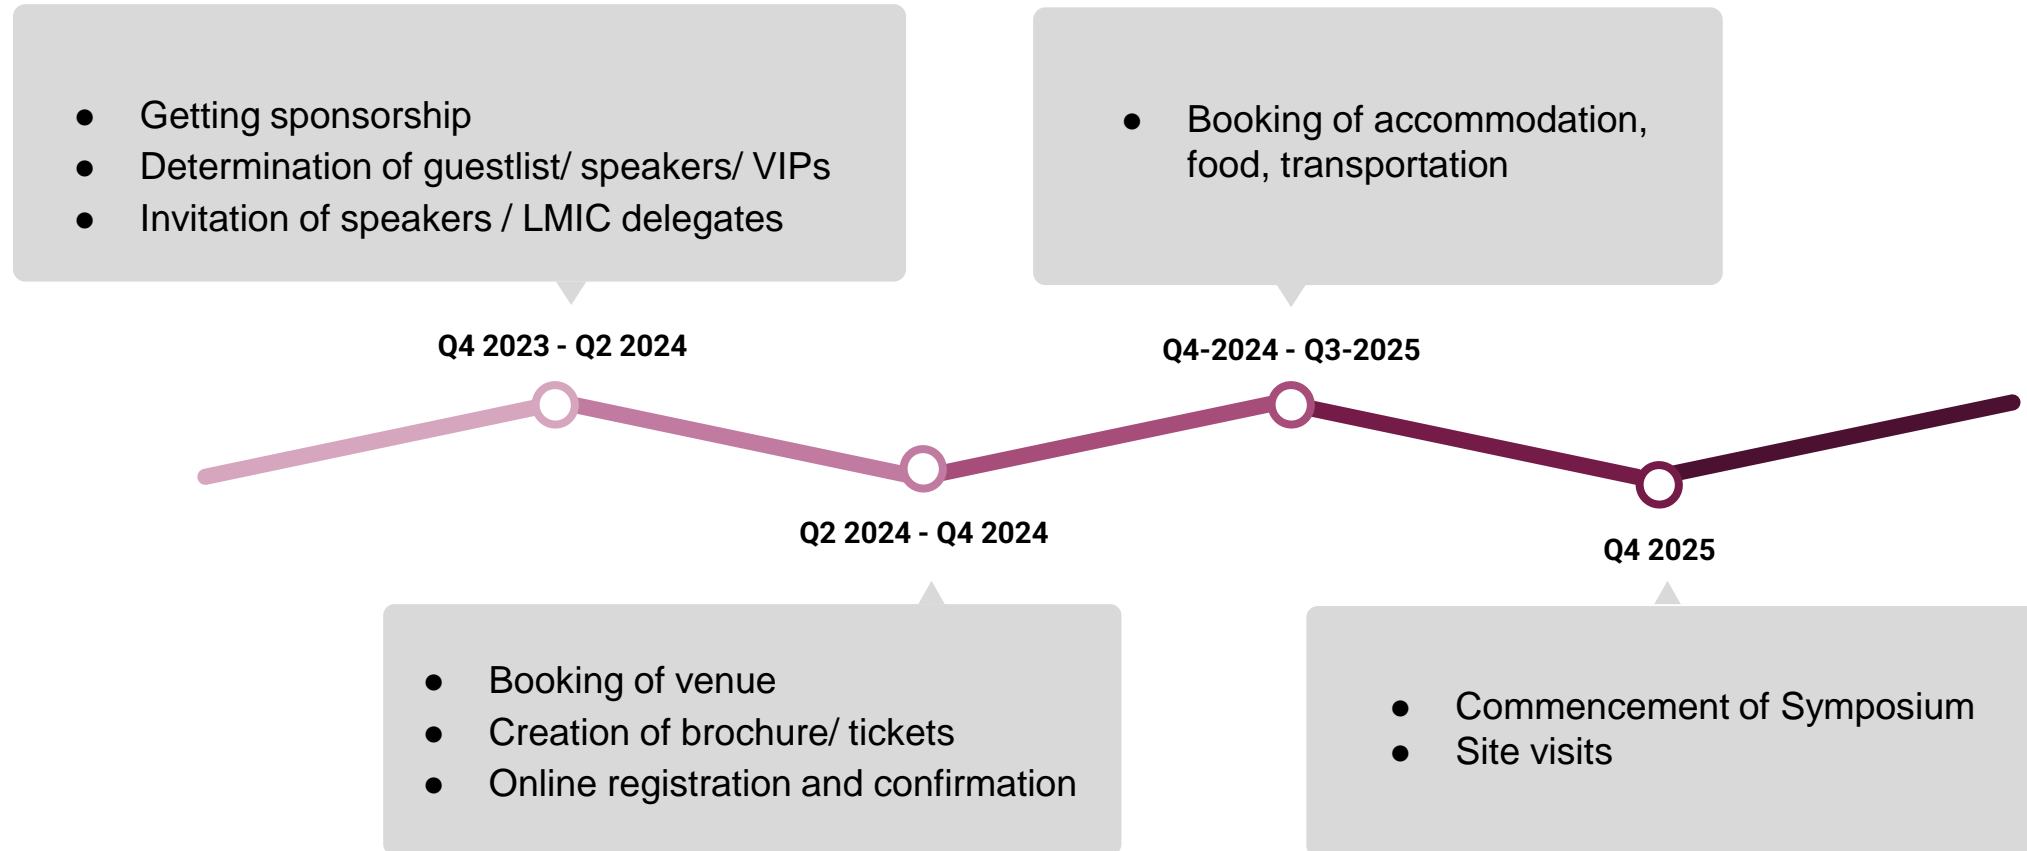 ● Getting sponsorship
● Determination of guestlist/ speakers/ VIPs
● Invitation of speakers / LMIC delegates
Q4 2023 - Q2 2024
● Booking of venue
● Creation of brochure/ tickets
● Online registration and confirmation
Q2 2024 - Q4 2024
● Booking of accommodation,
food, transportation
Q4-2024 - Q3-2025
● Commencement of Symposium
● Site visits
Q4 2025